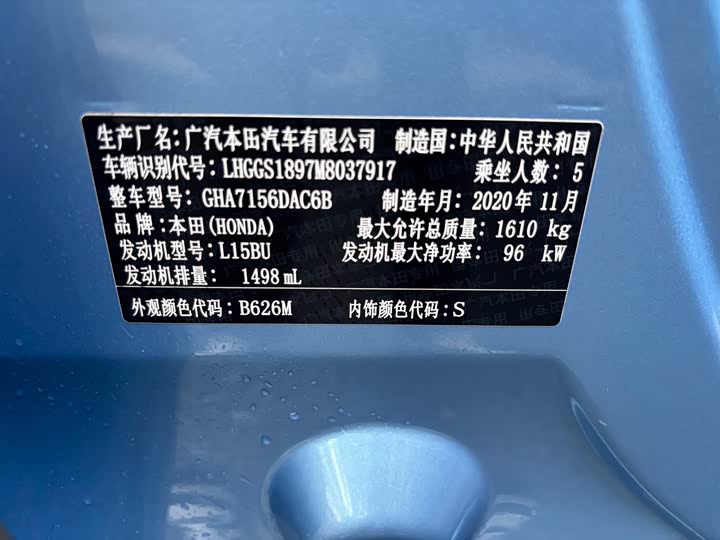 生产厂名：广汽本田汽车有限公司 制造国：中华人民共和国
车辆识别代号：LHGGS1897M8037917 乘坐人数：5
整车型号：GHA7156DAC6B 制造年月：2020年11月
品牌：本田(HONDA) 最大允许总质量：1610 kg
发动机型号：L15BU 发动机最大净功率：96 kW
发动机排量：1498 mL
外观颜色代码：B626M 内饰颜色代码：S